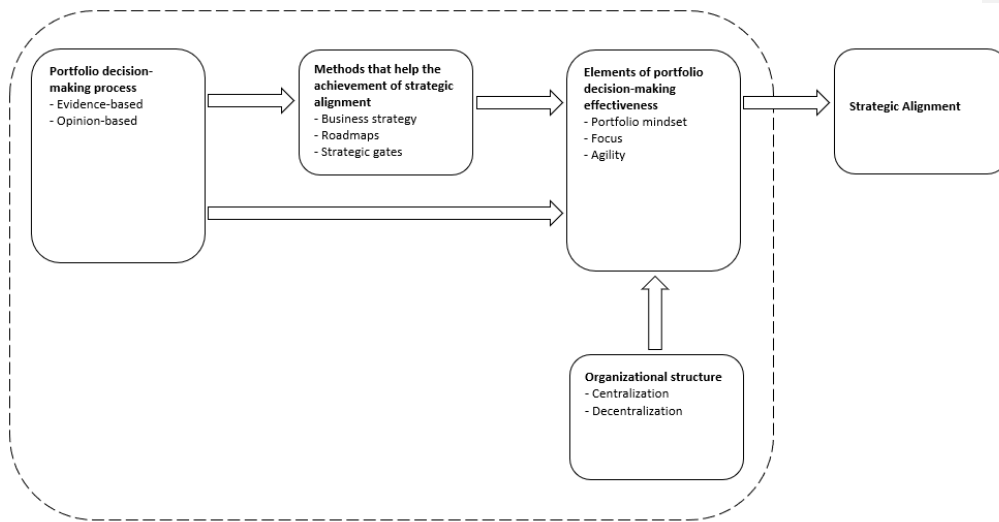 Portfolio decision-
making process
- Evidence-based
- Opinion-based
Methods that help the
achievement of strategic
alignment
- Business strategy
- Roadmaps
- Strategic gates
Elements of portfolio
decision-making
effectiveness
- Portfolio mindset
- Focus
- Agility
Strategic Alignment
Organizational structure
- Centralization
- Decentralization